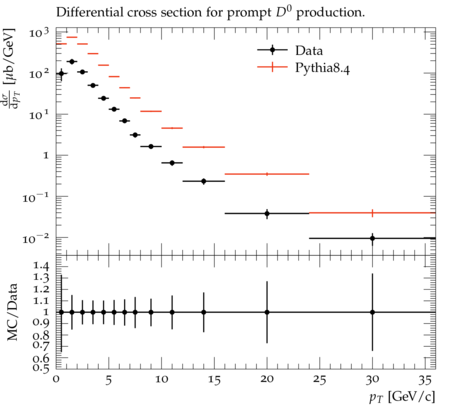 Differential cross section for prompt D⁰ production.
dσ/dp_T [μb/GeV]
10³
10²
10¹
1
10⁻¹
10⁻²
Data
Pythia8.4
MC/Data
1.4
1.3
1.2
1.1
1
0.9
0.8
0.7
0.6
0.5
0 5 10 15 20 25 30 35
p_T [GeV/c]